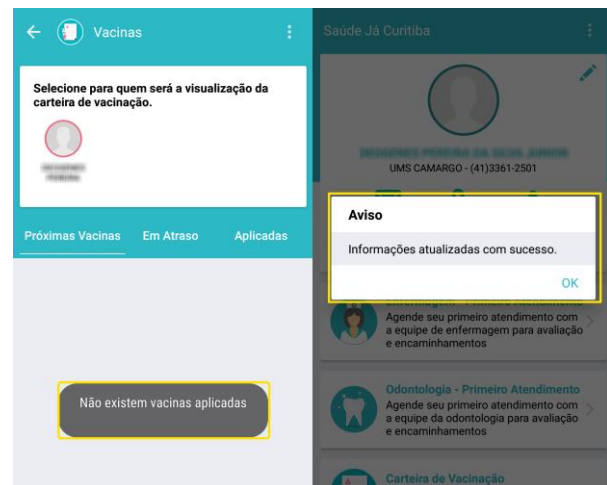 Vacinas
Selecione para quem será a visualização da
carteira de vacinação.
Próximas Vacinas
Em Atraso
Aplicadas
Não existem vacinas aplicadas
Saúde Já Curitiba
UMS CAMARGO - (41)3361-2501
Aviso
Informações atualizadas com sucesso.
OK
Enfermagem - Primeiro Atendimento
Agende seu primeiro atendimento com
a equipe de enfermagem para avaliação
e encaminhamentos
Odontologia - Primeiro Atendimento
Agende seu primeiro atendimento com
a equipe da odontologia para avaliação
e encaminhamentos
Carteira de Vacinação